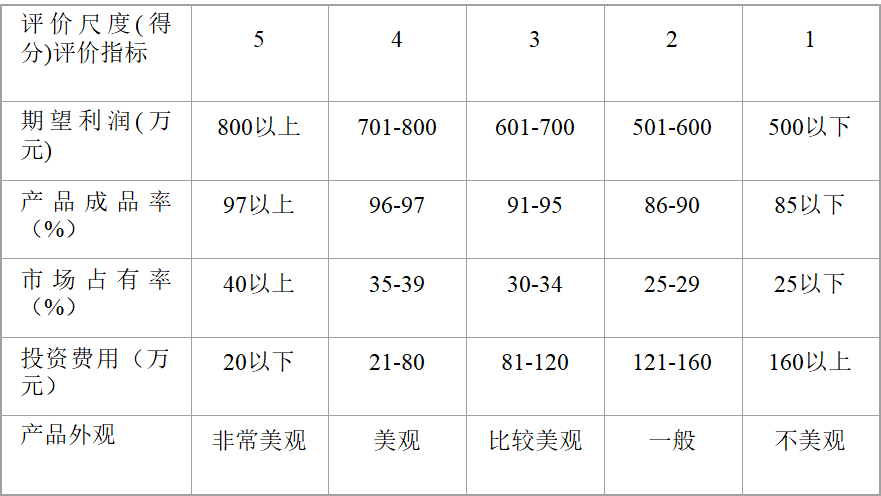 评价尺度(得
分)评价指标
5
4
3
2
1
期望利润(万
元)
800以上
701-800
601-700
501-600
500以下
产品成品率
（%）
97以上
96-97
91-95
86-90
85以下
市场占有率
（%）
40以上
35-39
30-34
25-29
25以下
投资费用（万
元）
20以下
21-80
81-120
121-160
160以上
产品外观
非常美观
美观
比较美观
一般
不美观